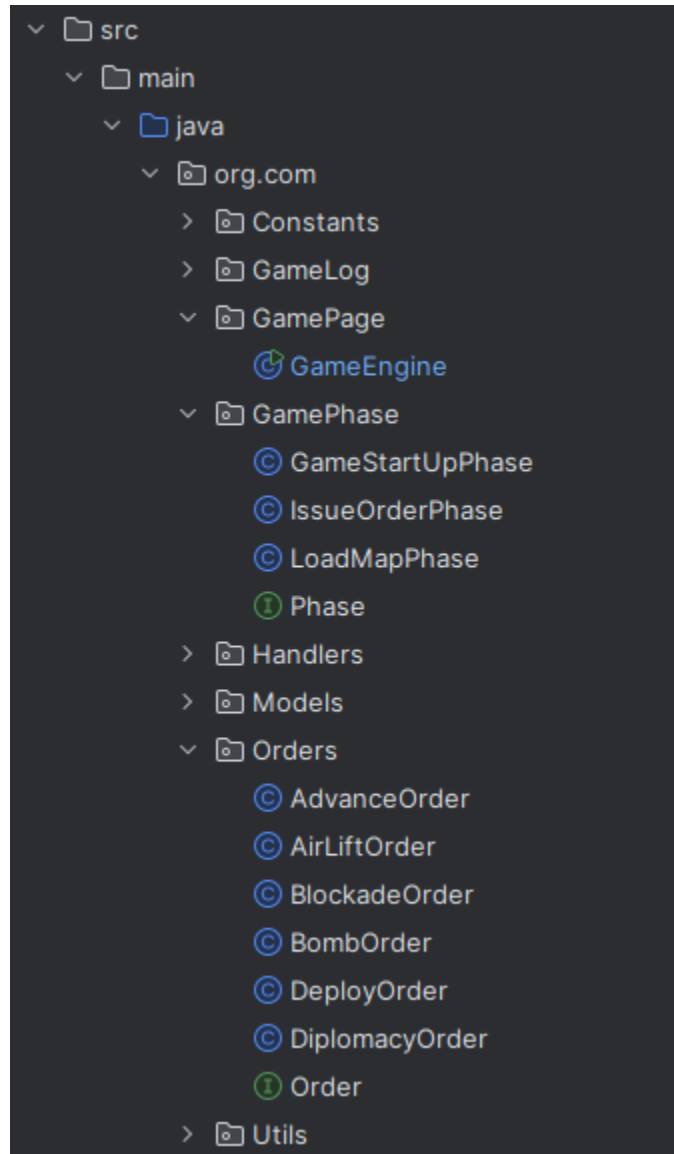 src
main
java
org.com
Constants
GameLog
GamePage
GameEngine
GamePhase
GameStartUpPhase
IssueOrderPhase
LoadMapPhase
Phase
Handlers
Models
Orders
AdvanceOrder
AirLiftOrder
BlockadeOrder
BombOrder
DeployOrder
DiplomacyOrder
Order
Utils